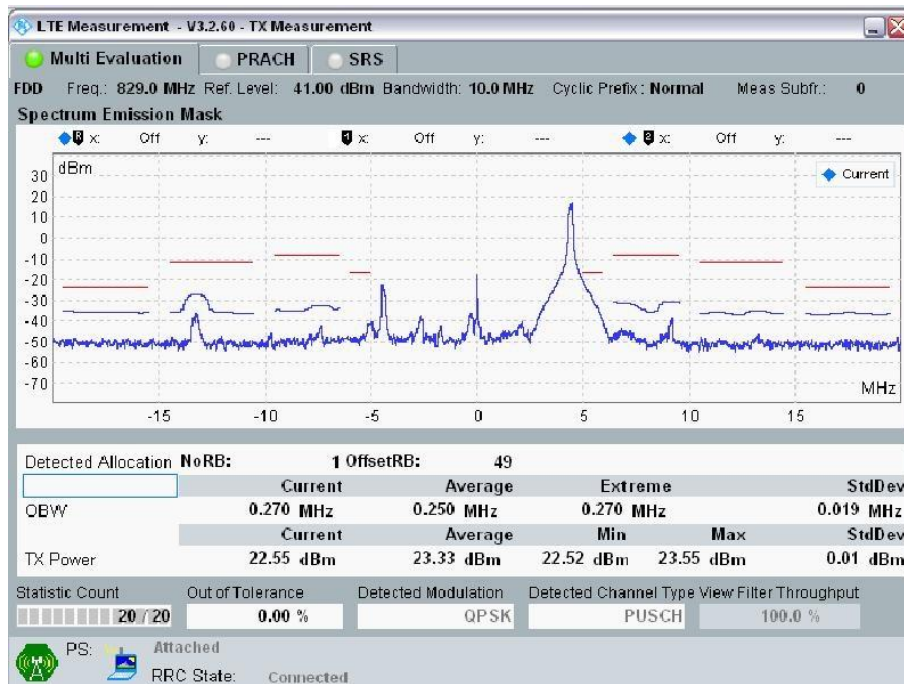 LTE Measurement - V3.2.60 - TX Measurement
Multi Evaluation PRACH SRS
FDD Freq.: 829.0 MHz Ref. Level: 41.00 dBm Bandwidth: 10.0 MHz Cyclic Prefix: Normal Meas Subfr.: 0
Spectrum Emission Mask
R x: Off y: --- 1 x: Off y: --- 2 x: Off y: ---
dBm
Current
30
20
10
0
-10
-20
-30
-40
-50
-60
-70
MHz
-15 -10 -5 0 5 10 15
Detected Allocation NoRB: 1 OffsetRB: 49
Current Average Extreme StdDev
OBW 0.270 MHz 0.250 MHz 0.270 MHz 0.019 MHz
Current Average Min Max StdDev
TX Power 22.55 dBm 23.33 dBm 22.52 dBm 23.55 dBm 0.01 dBm
Statistic Count Out of Tolerance Detected Modulation Detected Channel Type View Filter Throughput
20 / 20 0.00 % QPSK PUSCH 100.0 %
PS: Attached
RRC State: Connected